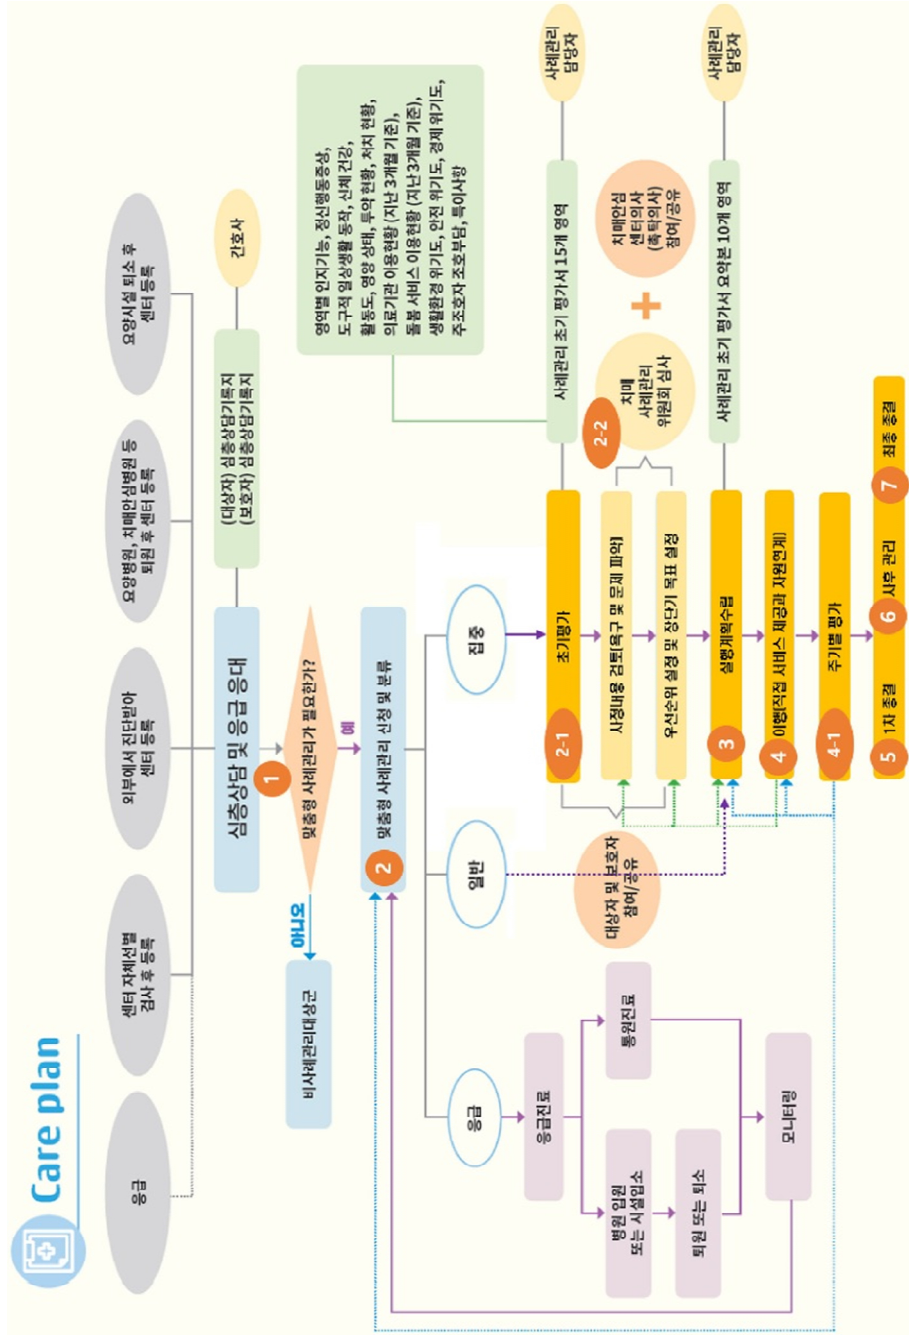 Care plan
응급
센터 자체선별
검사 후 등록
외부에서 진단받아
센터 등록
요양병원, 치매안심병원 등
퇴원 후 센터 등록
요양시설 퇴소 후
센터 등록
심층상담 및 응급 응대
(대상자) 심층상담기록지
(보호자) 심층상담기록지
간호사
1
맞춤형 사례관리가 필요한가?
아니오
예
비사례관리대상군
2
맞춤형 사례관리 신청 및 분류
영역별 인지기능, 정신행동증상,
도구적 일상생활 동작, 신체 건강,
활동도, 영양 상태, 투약 현황, 처치 현황,
의료기관 이용현황 (지난 3개월 기준),
돌봄 서비스 이용현황 (지난 3개월 기준),
생활환경 위기도, 안전 위기도, 경제 위기도,
주조호자 조호부담, 특이사항
응급
일반
집중
응급진료
병원 입원
또는 시설입소
통원진료
퇴원 또는 퇴소
모니터링
대상자 및 보호자
참여/공유
2-1
초기평가
사례관리 초기 평가서 15개 영역
사례관리
담당자
사정내용 검토(욕구 및 문제 파악)
우선순위 설정 및 장단기 목표 설정
2-2
치매
사례관리
위원회 심사
+
치매안심
센터의사
(촉탁의사)
참여/공유
3
실행계획수립
사례관리 초기 평가서 요약본 10개 영역
사례관리
담당자
4
이행(직접 서비스 제공과 자원연계)
4-1
주기별 평가
5
1차 종결
6
사후 관리
7
최종 종결